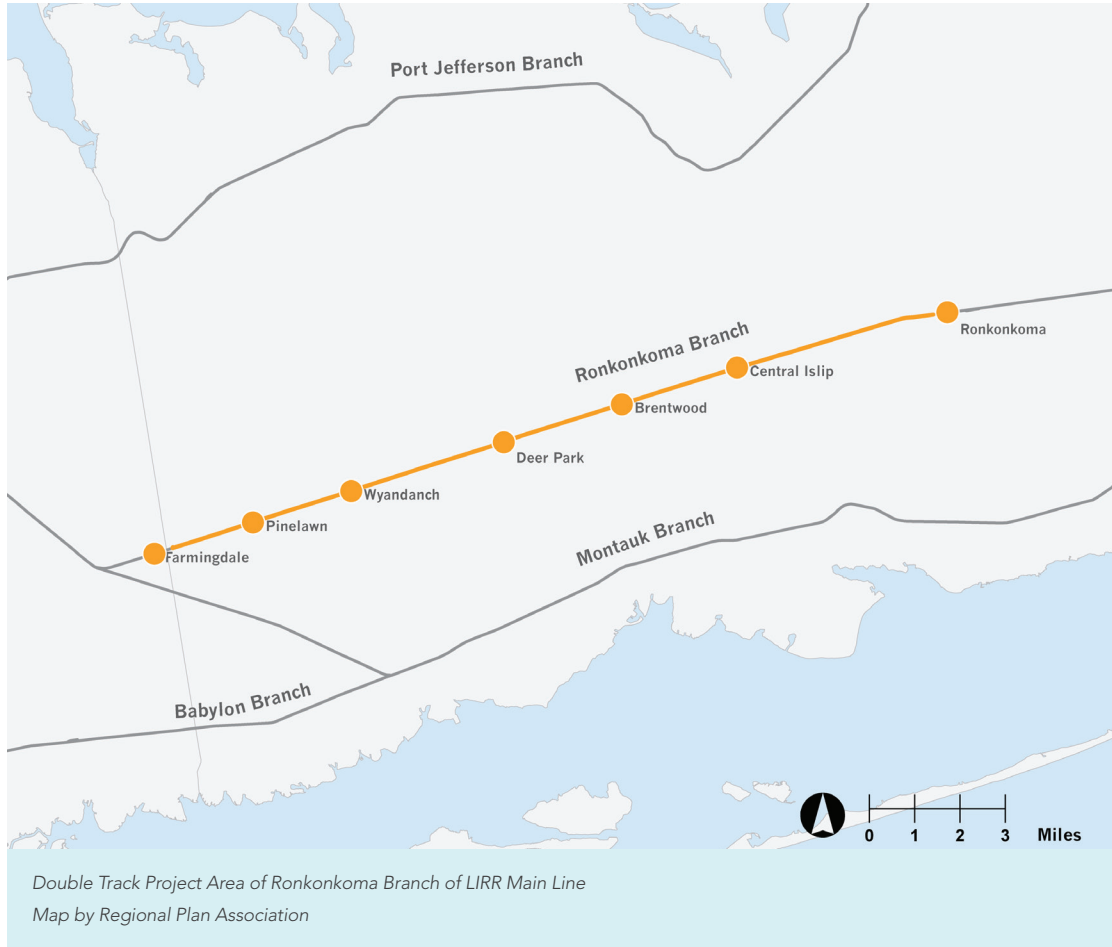 Port Jefferson Branch
Ronkonkoma Branch
Ronkonkoma
Central Islip
Brentwood
Deer Park
Wyandanch
Pinelawn
Farmingdale
Montauk Branch
Babylon Branch
0 1 2 3 Miles
Double Track Project Area of Ronkonkoma Branch of LIRR Main Line
Map by Regional Plan Association